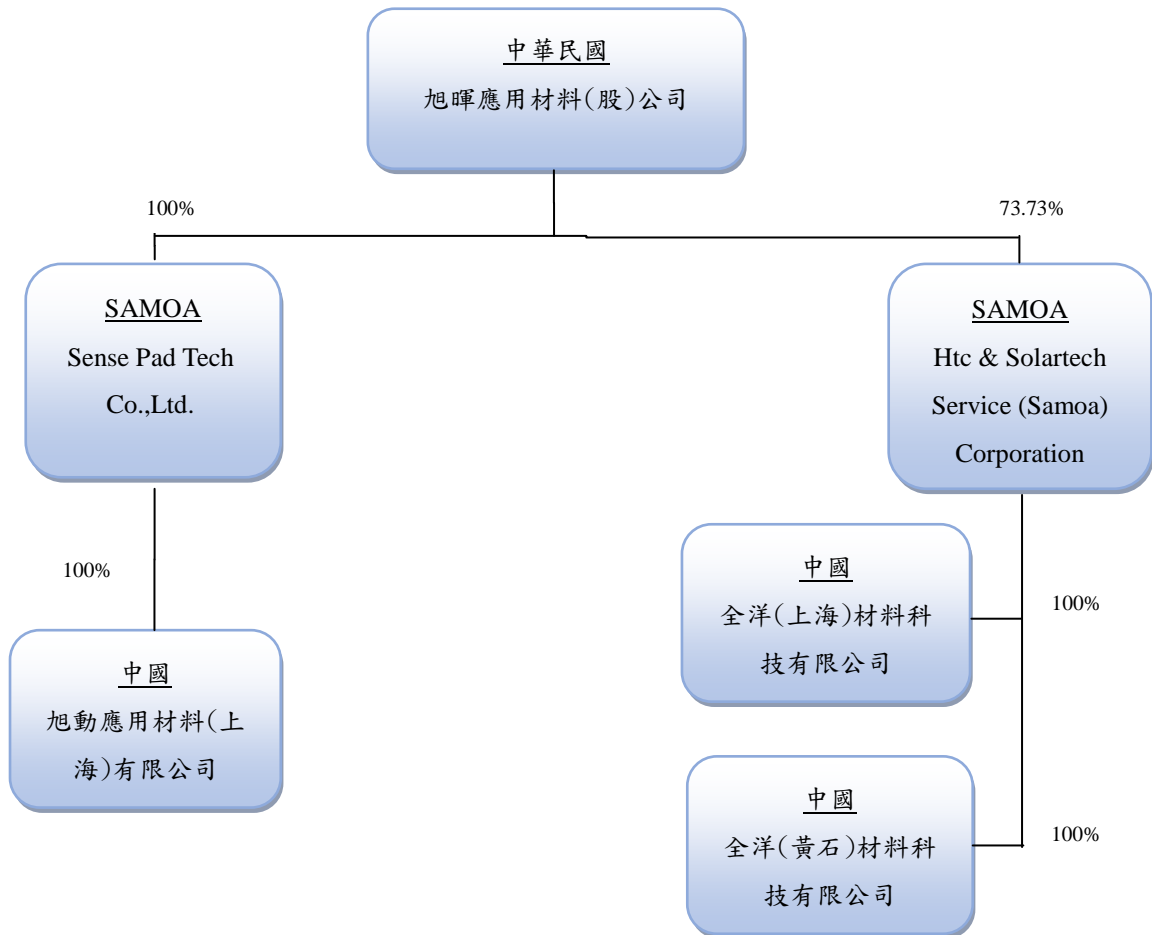 中華民國
旭暉應用材料(股)公司
100%
73.73%
SAMOA
Sense Pad Tech
Co.,Ltd.
SAMOA
Htc & Solartech
Service (Samoa)
Corporation
100%
中國
旭動應用材料(上
海)有限公司
中國
全洋(上海)材料科
技有限公司
100%
中國
全洋(黃石)材料科
技有限公司
100%